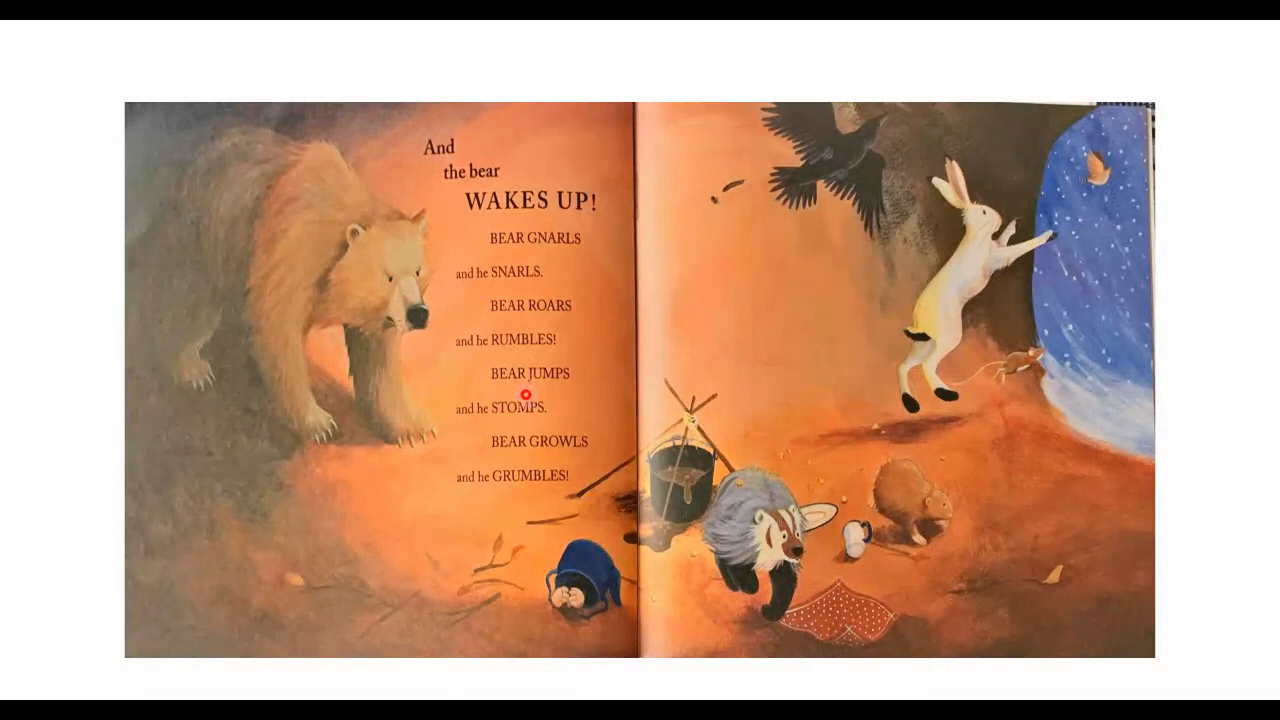 And
the bear
WAKES UP!
BEAR GNARLS
and he SNARLS.
BEAR ROARS
and he RUMBLES!
BEAR JUMPS
and he STOMPS.
BEAR GROWLS
and he GRUMBLES!